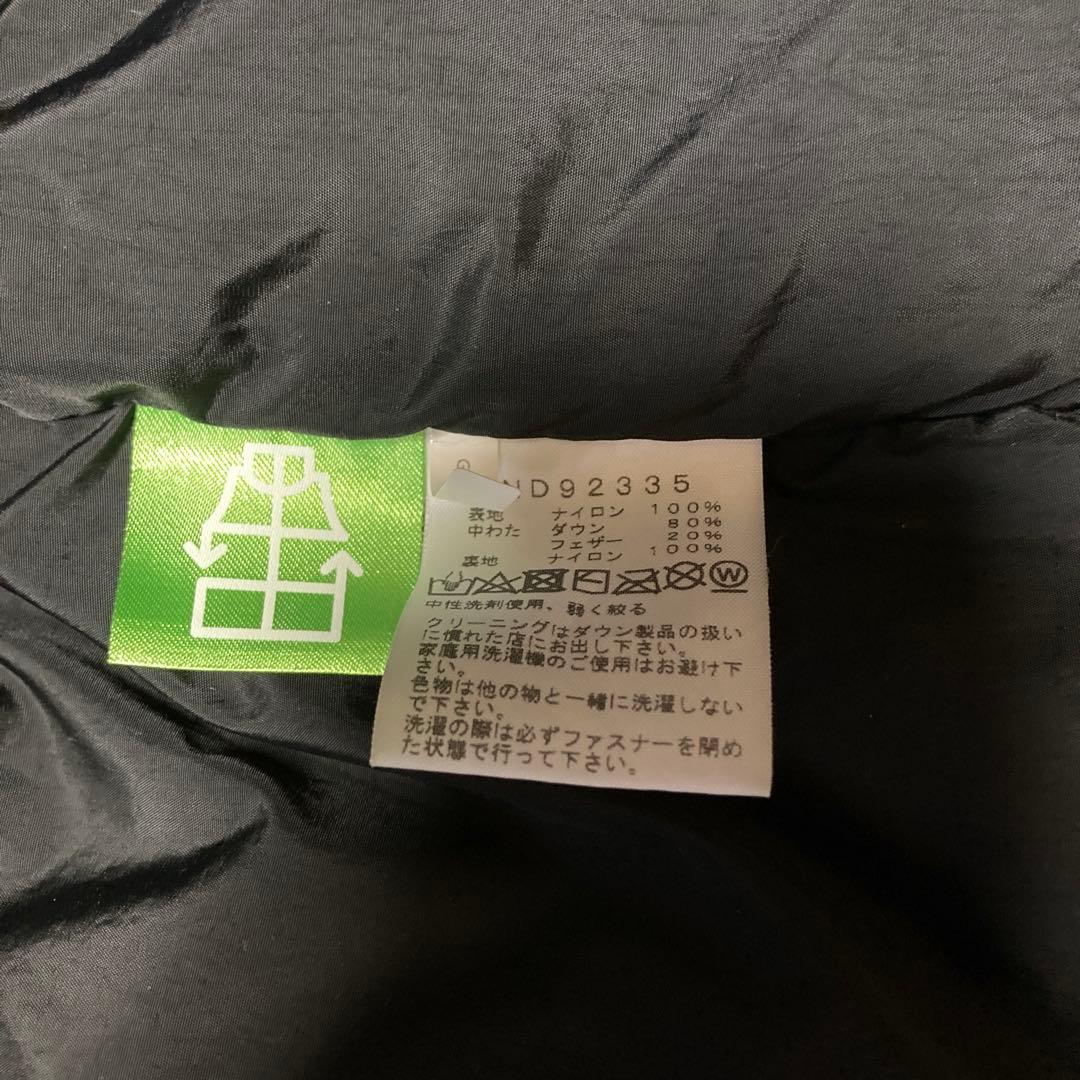 ND92335
表地 ナイロン 100%
中わた ダウン 80%
フェザー 20%
裏地 ナイロン 100%
W
中性洗剤使用、弱く絞る
クリーニングはダウン製品の扱い
に慣れた店にお出し下さい。
家庭用洗濯機のご使用はお避け下
さい。
色物は他の物と一緒に洗濯しない
で下さい。
洗濯の際は必ずファスナーを閉め
た状態で行って下さい。